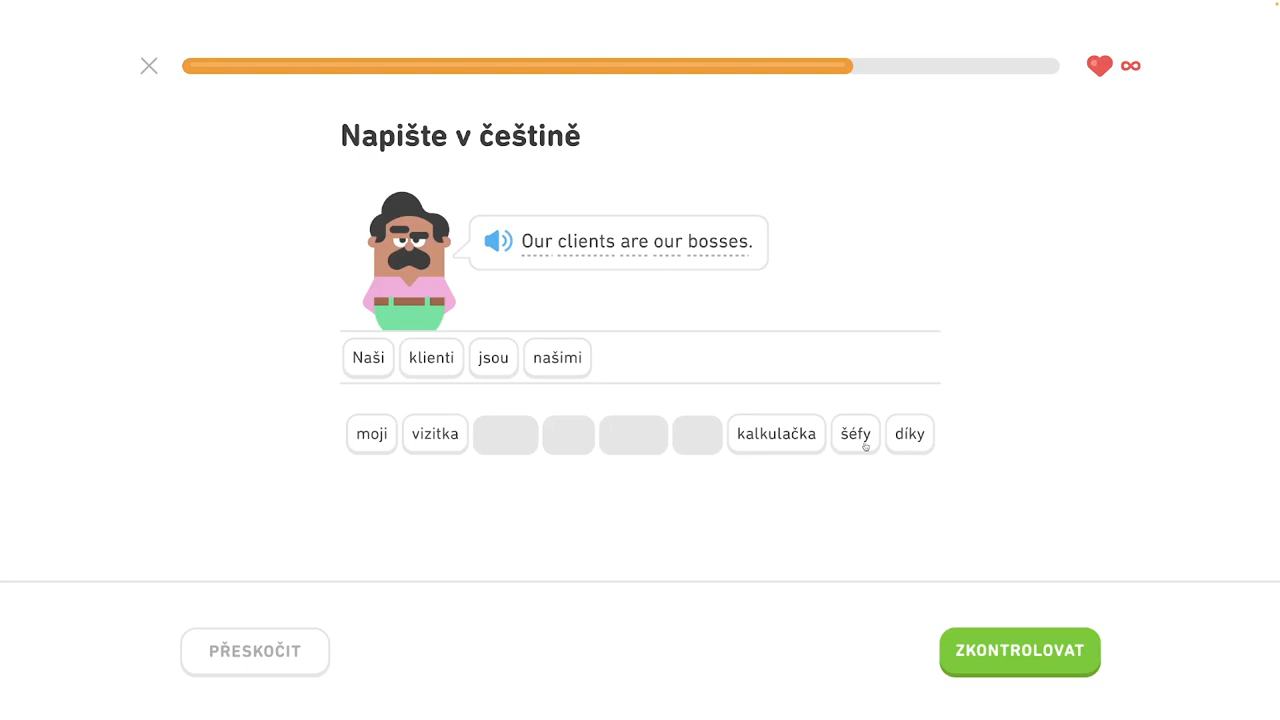 Napište v češtině
Our clients are our bosses.
Naši klienti jsou našimi
moji vizitka kalkulačka šéfy díky
PŘESKOČIT ZKONTROLOVAT